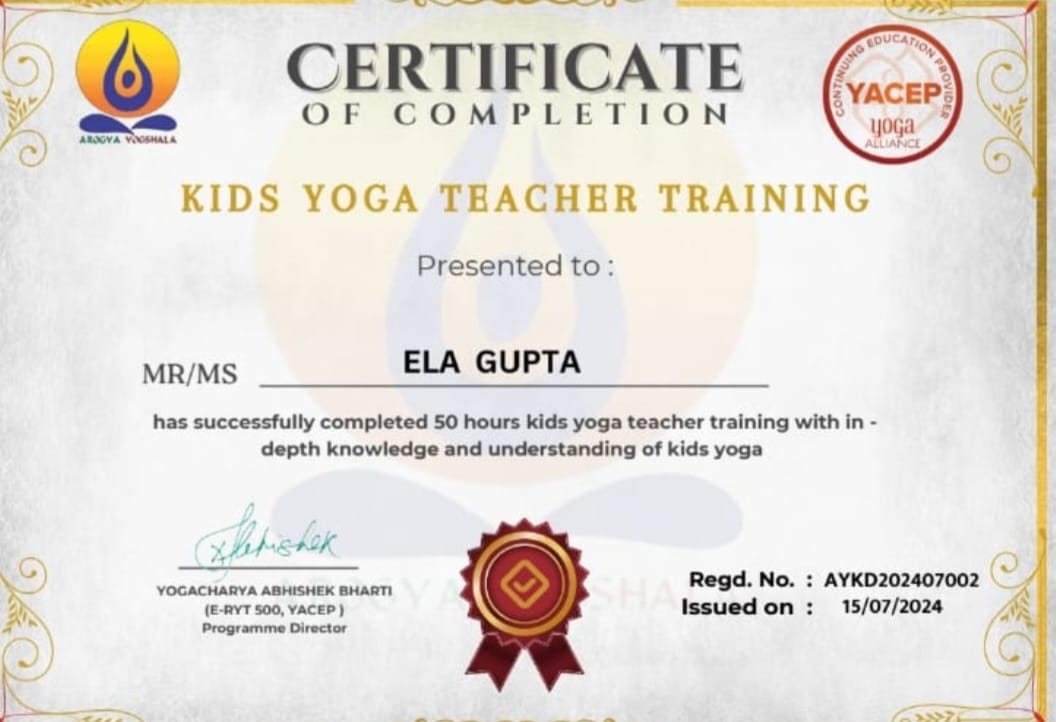 AROGYA YOGSHALA
CERTIFICATE
OF COMPLETION
CONTINUING EDUCATION PROVIDER
YACEP
yoga
ALLIANCE
KIDS YOGA TEACHER TRAINING
Presented to :
MR/MS ELA GUPTA
has successfully completed 50 hours kids yoga teacher training with in -
depth knowledge and understanding of kids yoga
Abhishek
YOGACHARYA ABHISHEK BHARTI
(E-RYT 500, YACEP )
Programme Director
AROGYA YOGSHALA
Regd. No. : AYKD202407002
Issued on : 15/07/2024